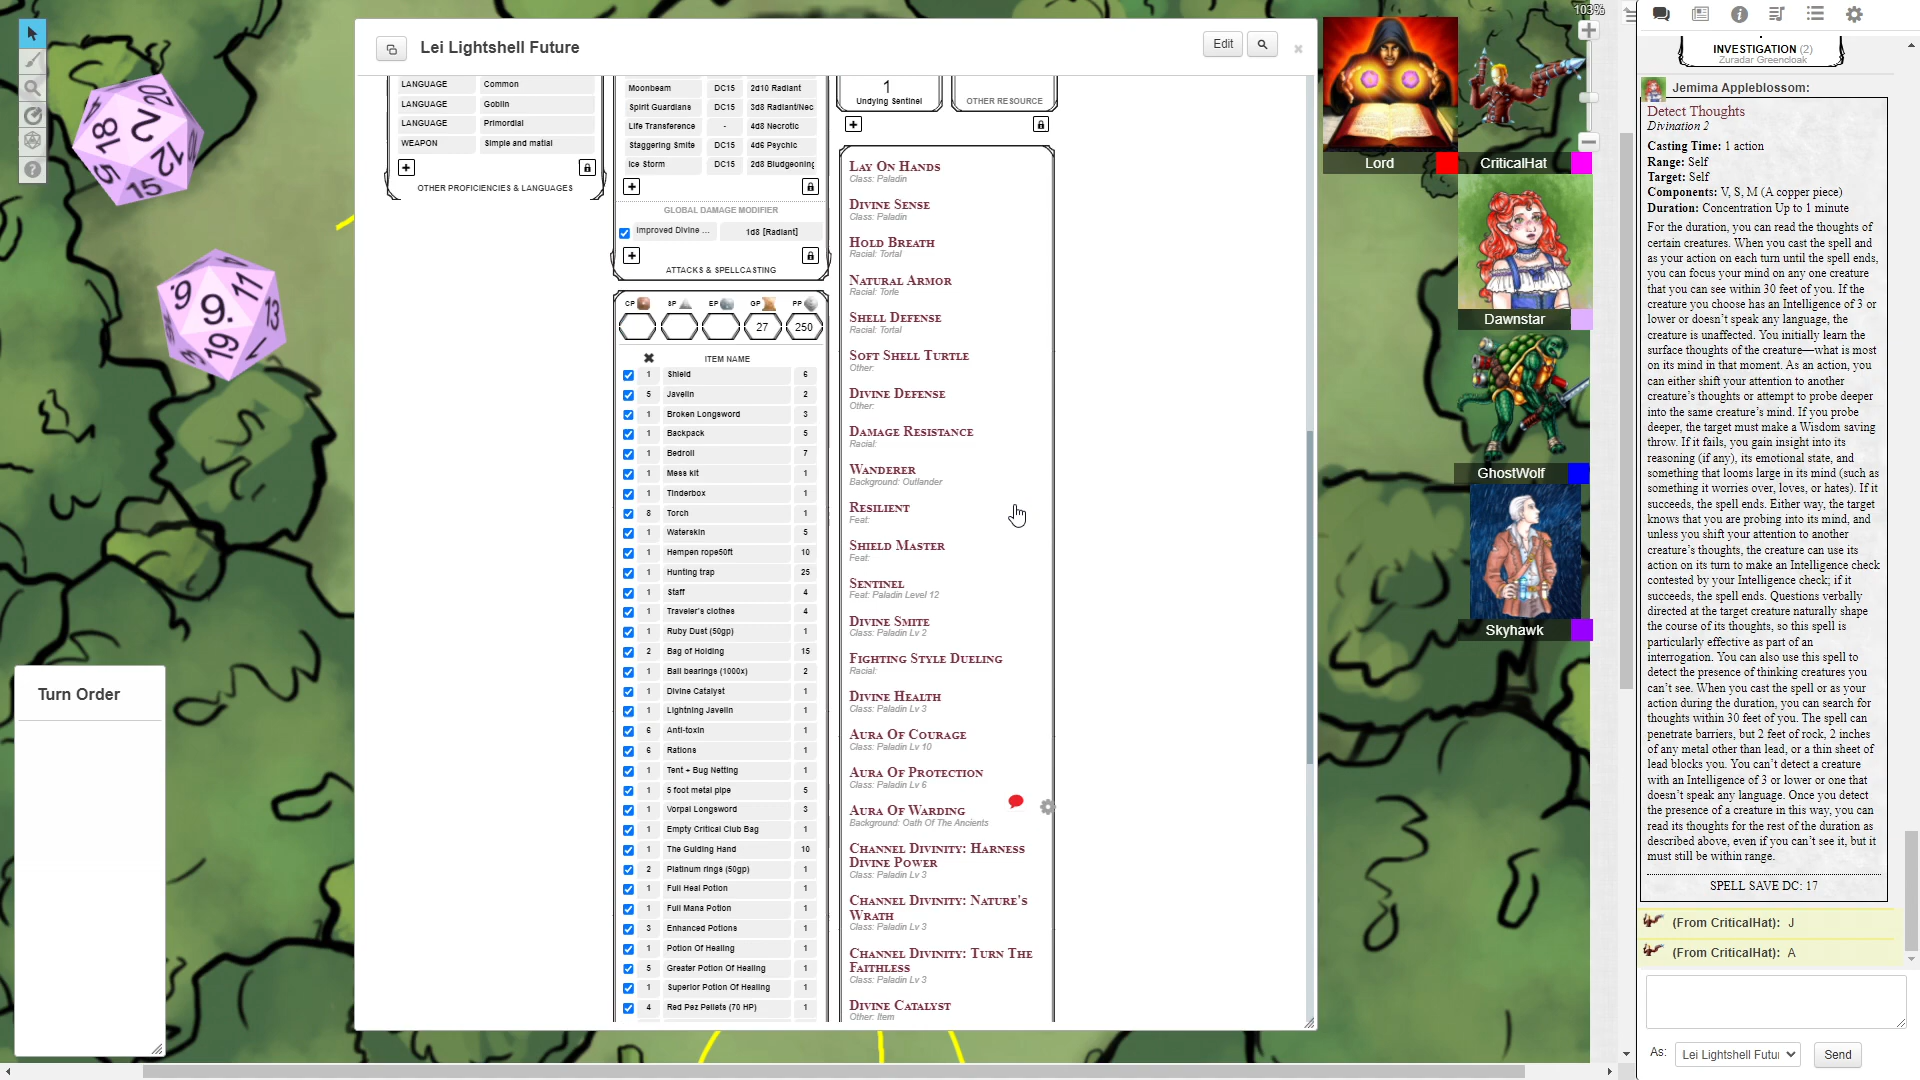 Lei Lightshell Future
Edit
LANGUAGE Common
LANGUAGE Goblin
LANGUAGE Primordial
WEAPON Simple and matial
OTHER PROFICIENCIES & LANGUAGES
Moonbeam DC15 2d10 Radiant
Spirit Guardians DC15 3d8 Radiant/Nec
Life Transference - 4d8 Necrotic
Staggering Smite DC15 4d6 Psychic
Ice Storm DC15 2d8 Bludgeoning
GLOBAL DAMAGE MODIFIER
Improved Divine ... 1d8 [Radiant]
ATTACKS & SPELLCASTING
CP SP EP GP PP
27 250
ITEM NAME
1 Shield 6
5 Javelin 2
1 Broken Longsword 3
1 Backpack 5
1 Bedroll 7
1 Mess kit 1
1 Tinderbox 1
8 Torch 1
1 Waterskin 5
1 Hempen rope50ft 10
1 Hunting trap 25
1 Staff 4
1 Traveler's clothes 4
1 Ruby Dust (50gp) 1
2 Bag of Holding 15
1 Ball bearings (1000x) 2
1 Divine Catalyst 1
1 Lightning Javelin 1
6 Anti-toxin 1
6 Rations 1
1 Tent + Bug Netting 1
1 5 foot metal pipe 5
1 Vorpal Longsword 3
1 Empty Critical Club Bag 1
1 The Guiding Hand 10
2 Platinum rings (50gp) 1
1 Full Heal Potion 1
1 Full Mana Potion 1
3 Enhanced Potions 1
1 Potion Of Healing 1
5 Greater Potion Of Healing 1
1 Superior Potion Of Healing 1
4 Red Pez Pellets (70 HP) 1
1
Undying Sentinel
OTHER RESOURCE
LAY ON HANDS
Class: Paladin
DIVINE SENSE
Class: Paladin
HOLD BREATH
Racial: Tortal
NATURAL ARMOR
Racial: Torle
SHELL DEFENSE
Racial: Tortal
SOFT SHELL TURTLE
Other:
DIVINE DEFENSE
Other:
DAMAGE RESISTANCE
Racial:
WANDERER
Background: Outlander
RESILIENT
Feat:
SHIELD MASTER
Feat:
SENTINEL
Feat: Paladin Level 12
DIVINE SMITE
Class: Paladin Lv 2
FIGHTING STYLE DUELING
Racial:
DIVINE HEALTH
Class: Paladin Lv 3
AURA OF COURAGE
Class: Paladin Lv 10
AURA OF PROTECTION
Class: Paladin Lv 6
AURA OF WARDING
Background: Oath Of The Ancients
CHANNEL DIVINITY: HARNESS
DIVINE POWER
Class: Paladin Lv 3
CHANNEL DIVINITY: NATURE'S
WRATH
Class: Paladin Lv 3
CHANNEL DIVINITY: TURN THE
FAITHLESS
Class: Paladin Lv 3
DIVINE CATALYST
Other: Item
Turn Order
20
2
8
12
5
15
9
11
9.
13
19
103%
Lord
CriticalHat
Dawnstar
GhostWolf
Skyhawk
INVESTIGATION (2)
Zuradar Greencloak
Jemima Appleblossom:
Detect Thoughts
Divination 2
Casting Time: 1 action
Range: Self
Target: Self
Components: V, S, M (A copper piece)
Duration: Concentration Up to 1 minute
For the duration, you can read the thoughts of
certain creatures. When you cast the spell and
as your action on each turn until the spell ends,
you can focus your mind on any one creature
that you can see within 30 feet of you. If the
creature you choose has an Intelligence of 3 or
lower or doesn't speak any language, the
creature is unaffected. You initially learn the
surface thoughts of the creature—what is most
on its mind in that moment. As an action, you
can either shift your attention to another
creature's thoughts or attempt to probe deeper
into the same creature's mind. If you probe
deeper, the target must make a Wisdom saving
throw. If it fails, you gain insight into its
reasoning (if any), its emotional state, and
something that looms large in its mind (such as
something it worries over, loves, or hates). If it
succeeds, the spell ends. Either way, the target
knows that you are probing into its mind, and
unless you shift your attention to another
creature's thoughts, the creature can use its
action on its turn to make an Intelligence check
contested by your Intelligence check; if it
succeeds, the spell ends. Questions verbally
directed at the target creature naturally shape
the course of its thoughts, so this spell is
particularly effective as part of an
interrogation. You can also use this spell to
detect the presence of thinking creatures you
can't see. When you cast the spell or as your
action during the duration, you can search for
thoughts within 30 feet of you. The spell can
penetrate barriers, but 2 feet of rock, 2 inches
of any metal other than lead, or a thin sheet of
lead blocks you. You can't detect a creature
with an Intelligence of 3 or lower or one that
doesn't speak any language. Once you detect
the presence of a creature in this way, you can
read its thoughts for the rest of the duration as
described above, even if you can't see it, but it
must still be within range.
SPELL SAVE DC: 17
(From CriticalHat): J
(From CriticalHat): A
As: Lei Lightshell Futu
Send